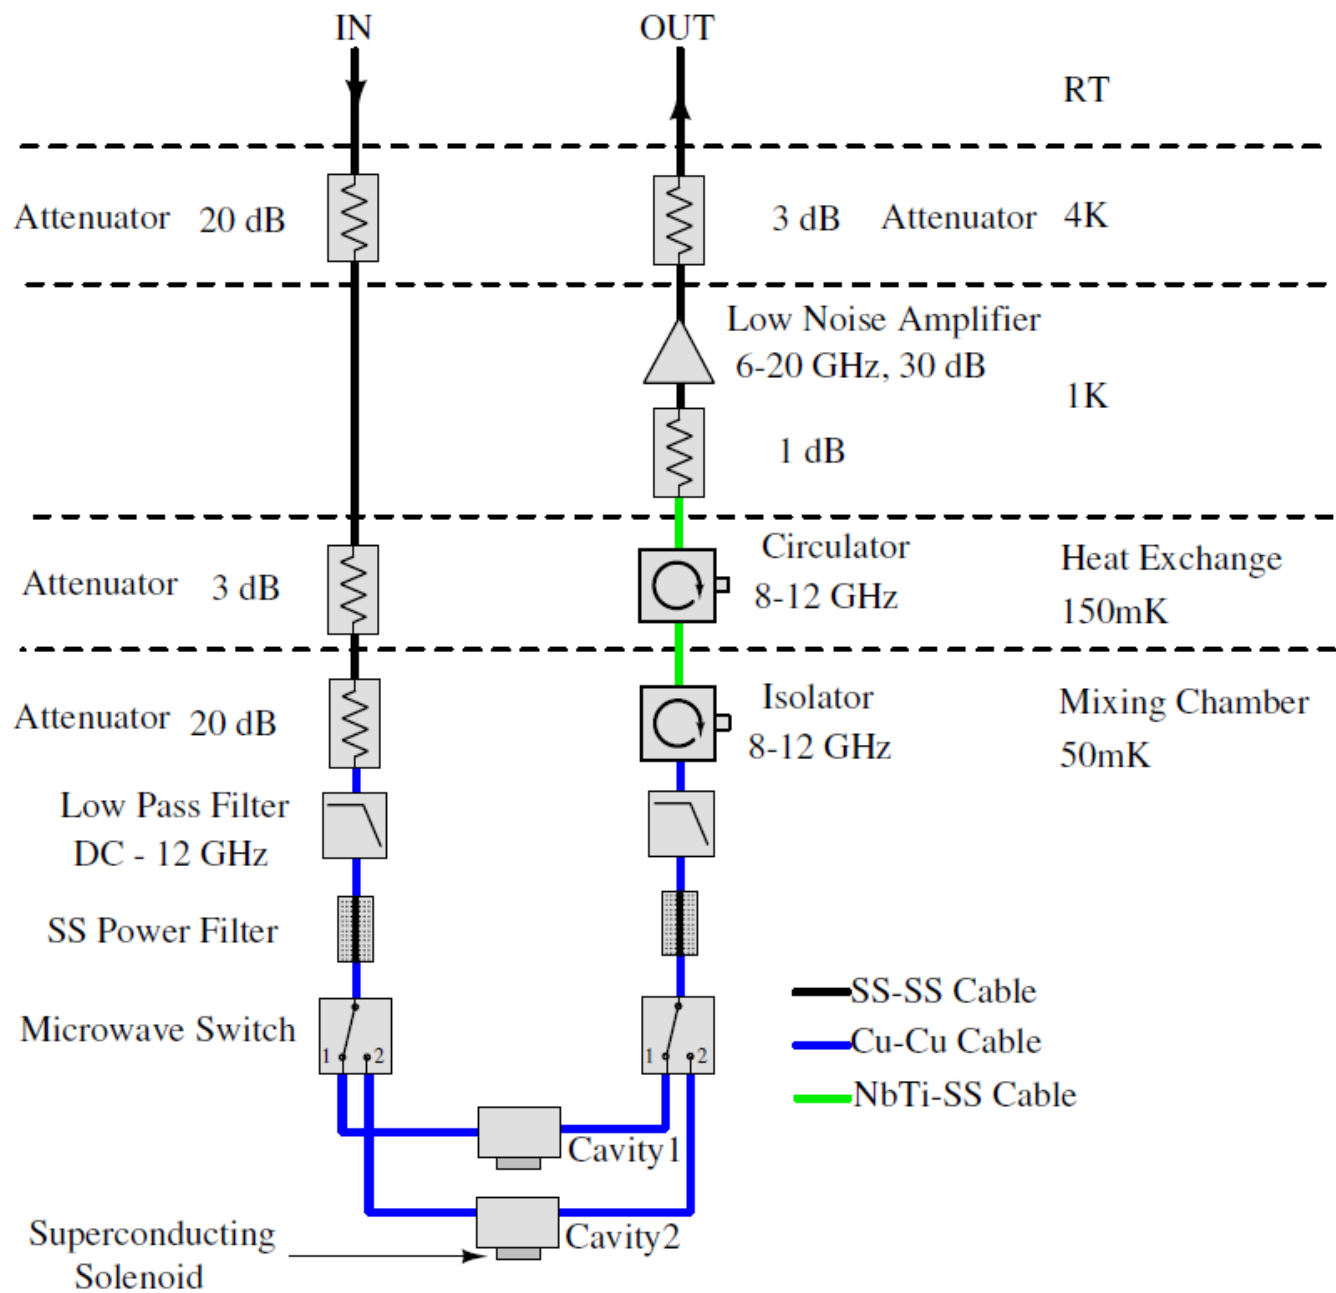 IN
OUT
RT
Attenuator 20 dB
3 dB Attenuator 4K
Low Noise Amplifier
6-20 GHz, 30 dB
1K
1 dB
Circulator
8-12 GHz
Heat Exchange
150mK
Attenuator 3 dB
Isolator
8-12 GHz
Mixing Chamber
50mK
Attenuator 20 dB
Low Pass Filter
DC - 12 GHz
SS Power Filter
Microwave Switch
1 2
1 2
SS-SS Cable
Cu-Cu Cable
NbTi-SS Cable
Cavity1
Cavity2
Superconducting
Solenoid